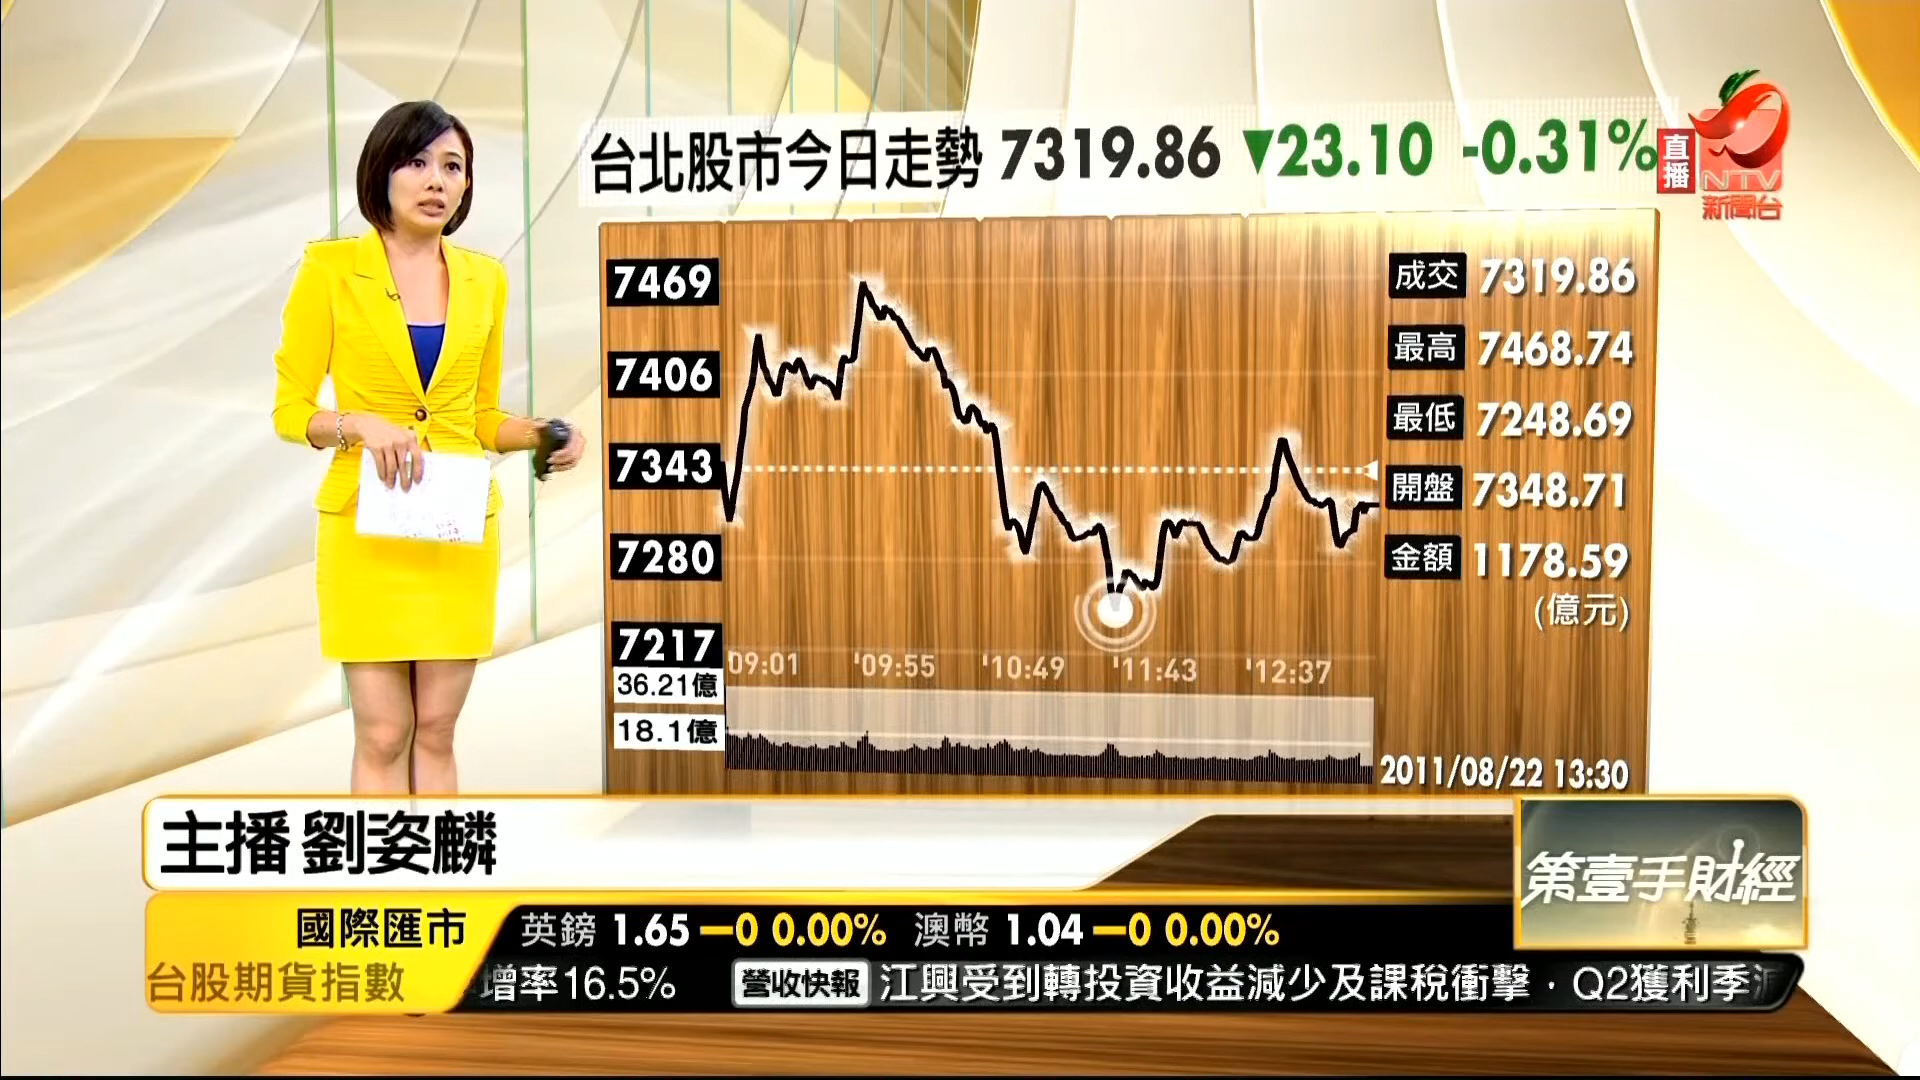 台北股市今日走勢 7319.86 ▼23.10 -0.31%
直播
NTV
新聞台
7469
7406
7343
7280
7217
36.21億
18.1億
'09:01 '09:55 '10:49 '11:43 '12:37
成交 7319.86
最高 7468.74
最低 7248.69
開盤 7348.71
金額 1178.59
(億元)
2011/08/22 13:30
主播 劉姿麟
第壹手財經
國際匯市 英鎊 1.65 —0 0.00% 澳幣 1.04 —0 0.00%
台股期貨指數 增率16.5% 營收快報 江興受到轉投資收益減少及課稅衝擊．Q2獲利季